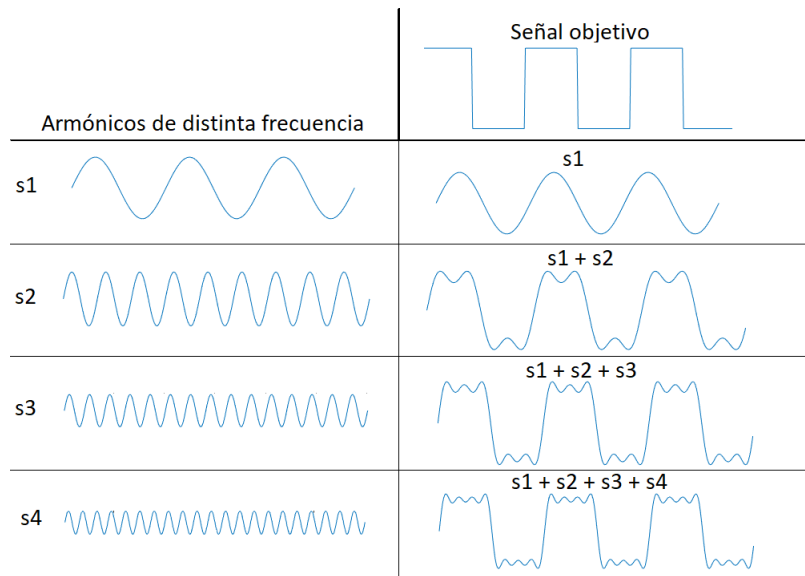 Señal objetivo
Armónicos de distinta frecuencia
s1
s1
s2
s1 + s2
s3
s1 + s2 + s3
s4
s1 + s2 + s3 + s4